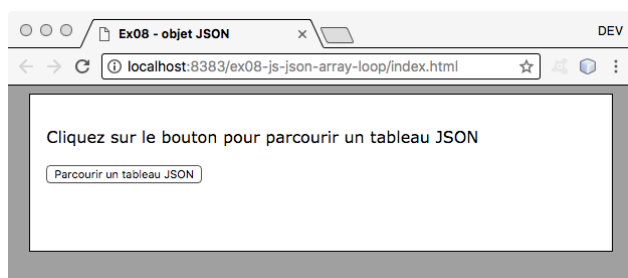 Ex08 - objet JSON
DEV
localhost:8383/ex08-js-json-array-loop/index.html
Cliquez sur le bouton pour parcourir un tableau JSON
Parcourir un tableau JSON